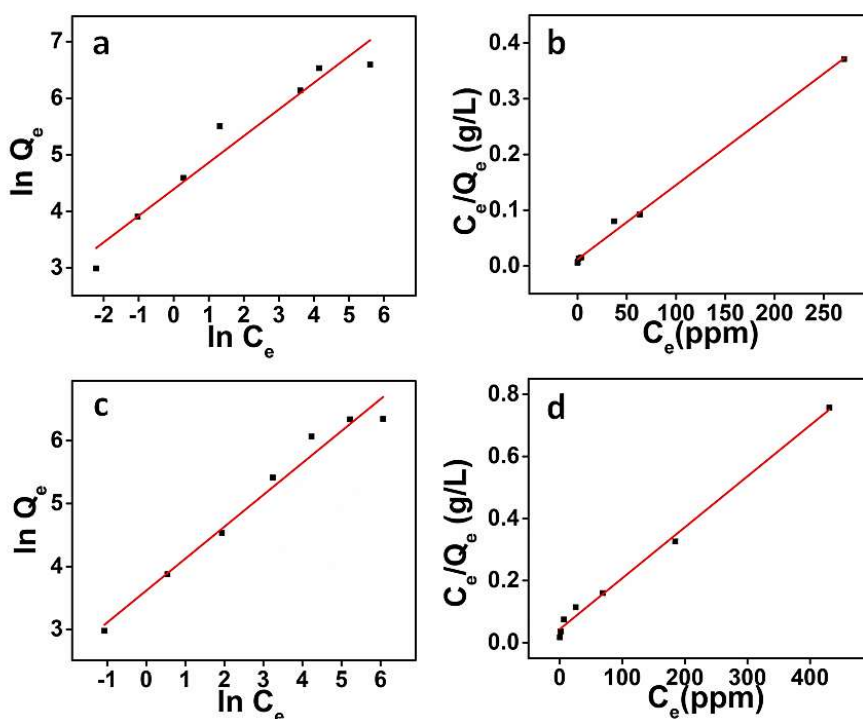 a
7
6
5
4
3
ln Qe
-2 -1 0 1 2 3 4 5 6
ln Ce
b
0.4
0.3
0.2
0.1
0.0
Ce/Qe (g/L)
0 50 100 150 200 250
Ce(ppm)
c
6
5
4
3
ln Qe
-1 0 1 2 3 4 5 6
ln Ce
d
0.8
0.6
0.4
0.2
0.0
Ce/Qe (g/L)
0 100 200 300 400
Ce(ppm)